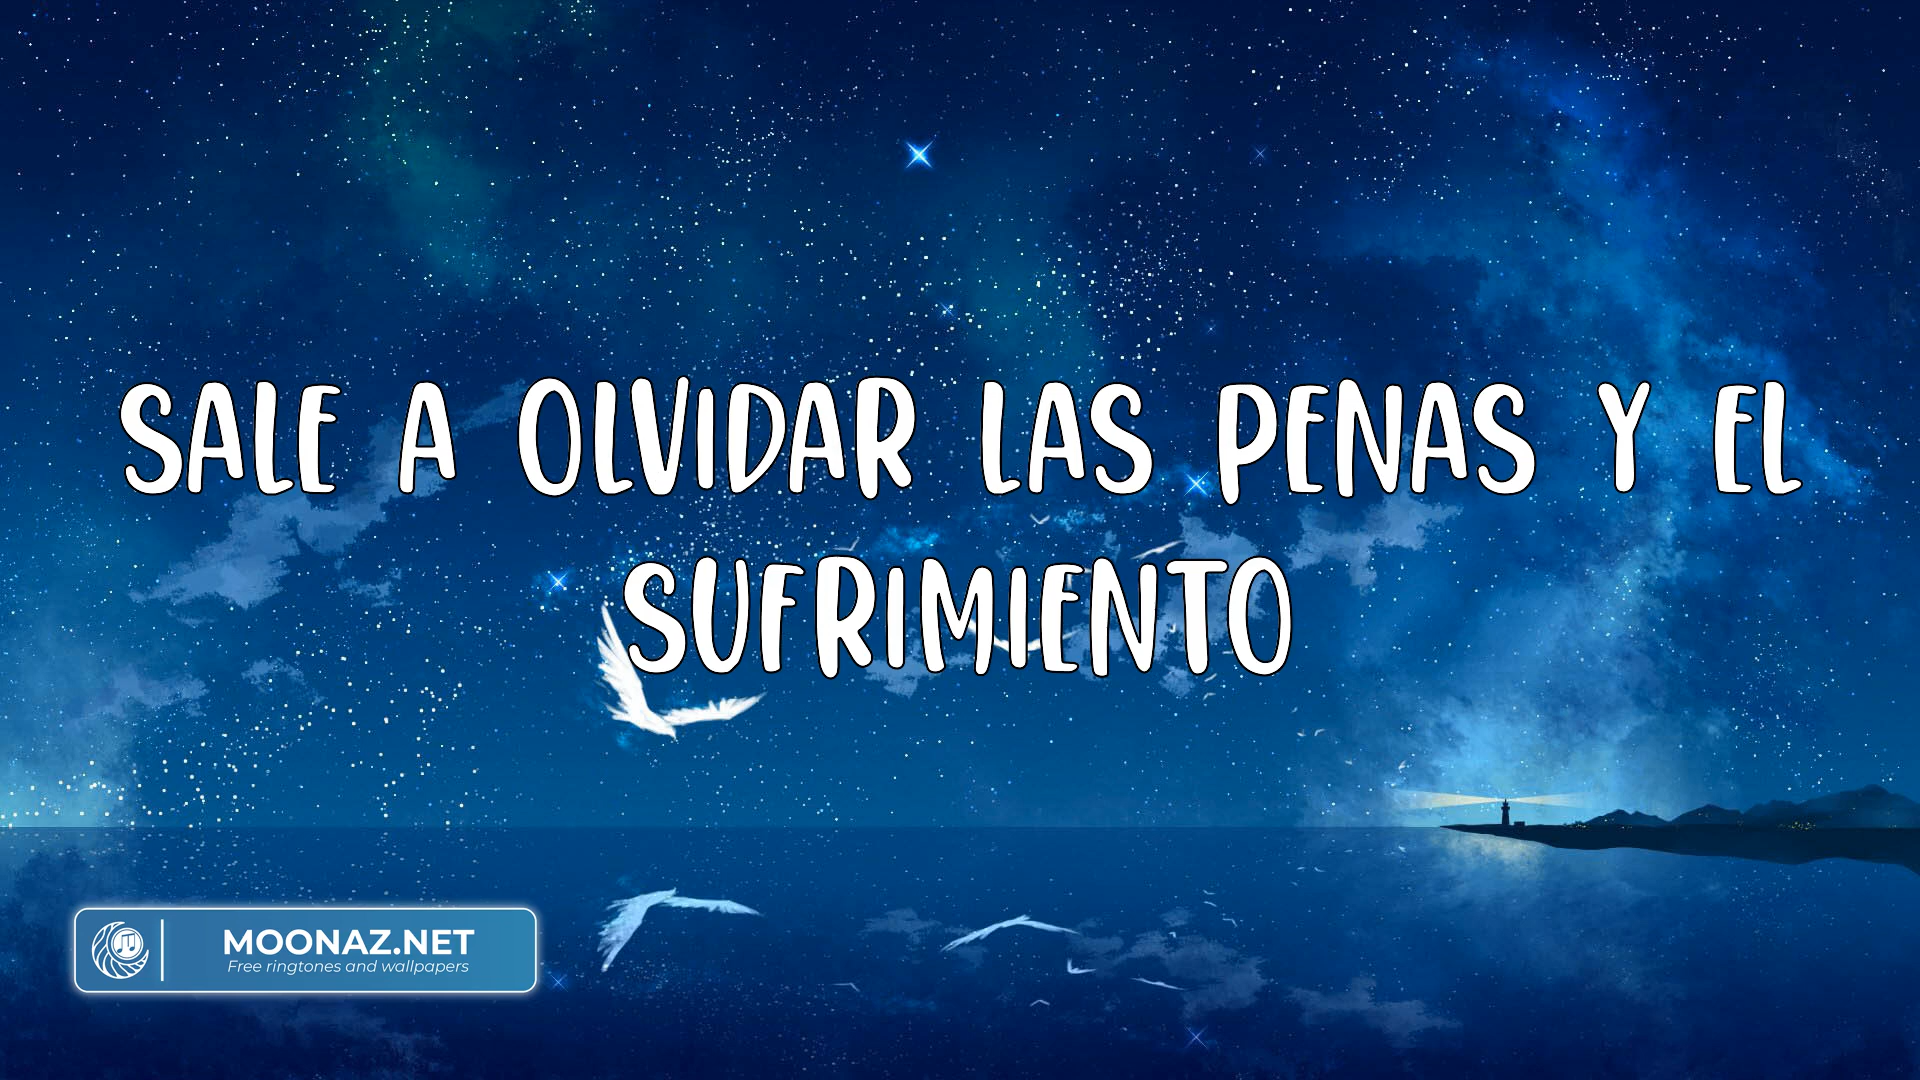 SALE A OLVIDAR LAS PENAS Y EL
SUFRIMIENTO
MOONAZ.NET
Free ringtones and wallpapers